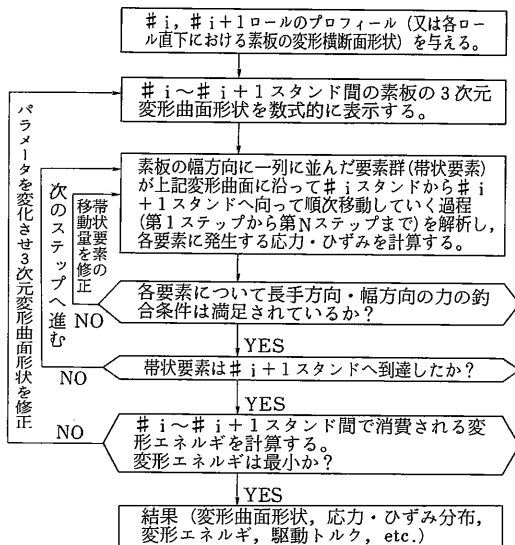 ＃i，＃i＋1ロールのプロフィール（又は各ロ
ール直下における素板の変形横断面形状）を与える。
＃i～＃i＋1スタンド間の素板の3次元
変形曲面形状を数式的に表示する。
素板の幅方向に一列に並んだ要素群(帯状要素)
が上記変形曲面に沿って＃iスタンドから＃i
＋1スタンドへ向って順次移動していく過程
(第1ステップから第Nステップまで)を解析し，
各要素に発生する応力・ひずみを計算する。
帯状要素の
移動量を修正
次のステップへ進む
パラメータを変化させ3次元変形曲面形状を修正
各要素について長手方向・幅方向の力の釣
合条件は満足されているか？
NO
YES
帯状要素は＃i＋1スタンドへ到達したか？
NO
YES
＃i～＃i＋1スタンド間で消費される変
形エネルギを計算する。
変形エネルギは最小か？
NO
YES
結果（変形曲面形状，応力・ひずみ分布，
変形エネルギ，駆動トルク，etc.）